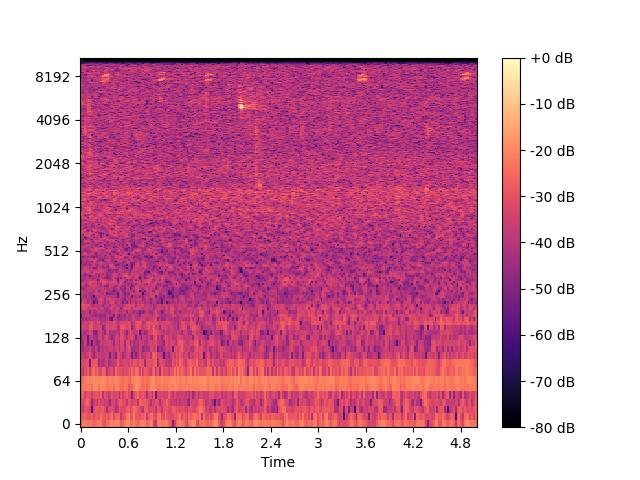 8192
4096
2048
1024
512
256
128
64
0
Hz
0 0.6 1.2 1.8 2.4 3 3.6 4.2 4.8
Time
+0 dB
-10 dB
-20 dB
-30 dB
-40 dB
-50 dB
-60 dB
-70 dB
-80 dB